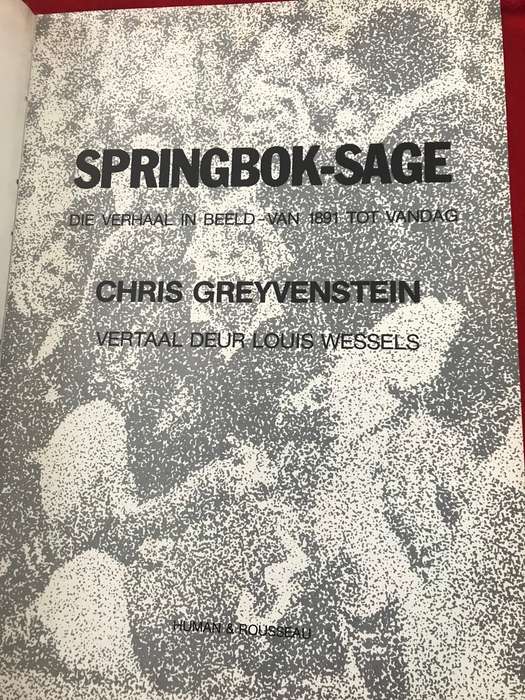 SPRINGBOK-SAGE
DIE VERHAAL IN BEELD-VAN 1891 TOT VANDAG
CHRIS GREYVENSTEIN
VERTAAL DEUR LOUIS WESSELS
HUMAN & ROUSSEAU